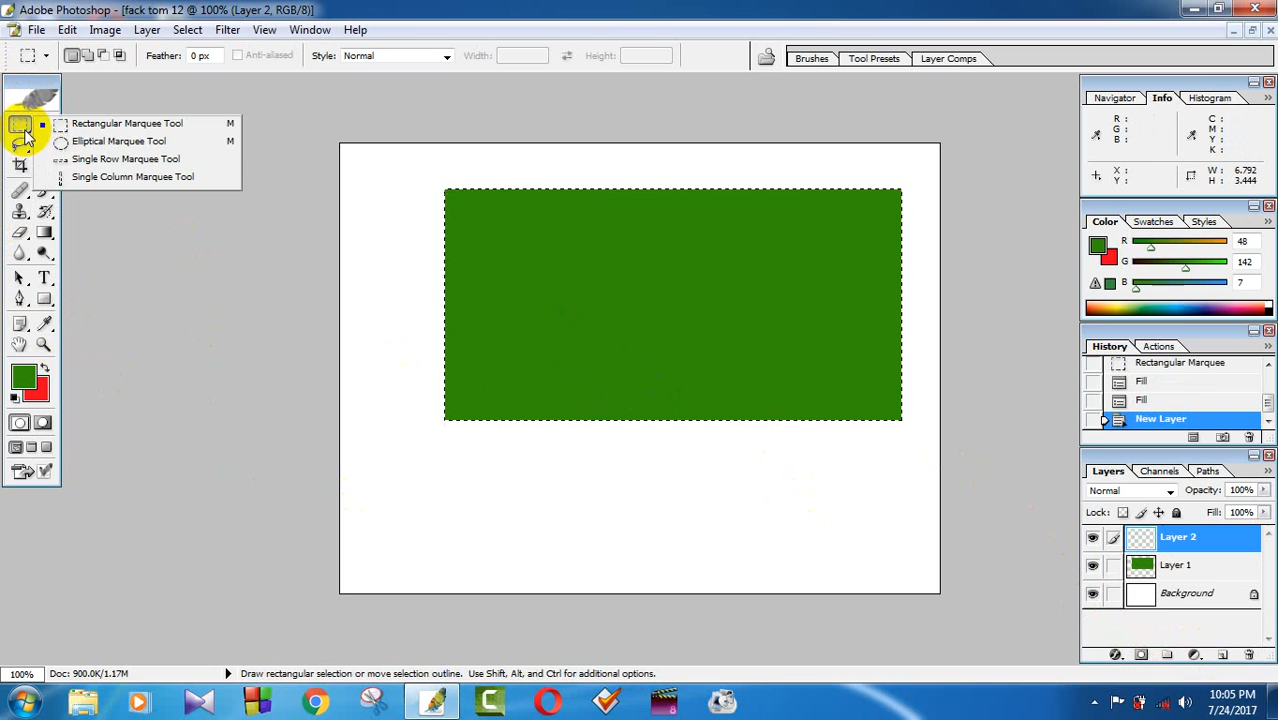 Adobe Photoshop - [fack tom 12 @ 100% (Layer 2, RGB/8)]
File Edit Image Layer Select Filter View Window Help
Feather: 0 px Anti-aliased Style: Normal Width: Height: Brushes Tool Presets Layer Comps
Rectangular Marquee Tool M
Elliptical Marquee Tool M
Single Row Marquee Tool
Single Column Marquee Tool
T
Navigator Info Histogram
R: C:
G: M:
B: Y:
K:
X: W: 6.792
Y: H: 3.444
Color Swatches Styles
R 48
G 142
B 7
History Actions
Rectangular Marquee
Fill
Fill
New Layer
Layers Channels Paths
Normal Opacity: 100%
Lock: Fill: 100%
Layer 2
Layer 1
Background
100% Doc: 900.0K/1.17M Draw rectangular selection or move selection outline. Use Shift, Alt, and Ctrl for additional options.
10:05 PM
7/24/2017